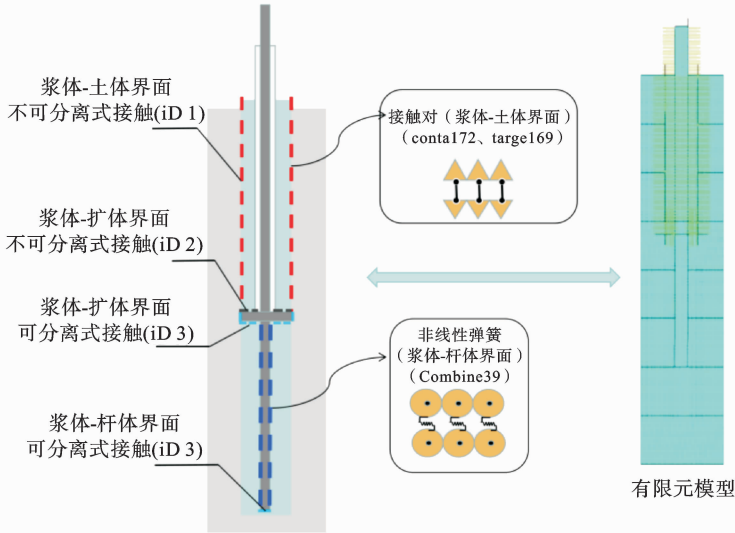 浆体-土体界面
不可分离式接触(iD 1)
浆体-扩体界面
不可分离式接触(iD 2)
浆体-扩体界面
可分离式接触(iD 3)
浆体-杆体界面
可分离式接触(iD 3)
接触对（浆体-土体界面）
（conta172、targe169）
非线性弹簧
（浆体-杆体界面）
（Combine39）
有限元模型